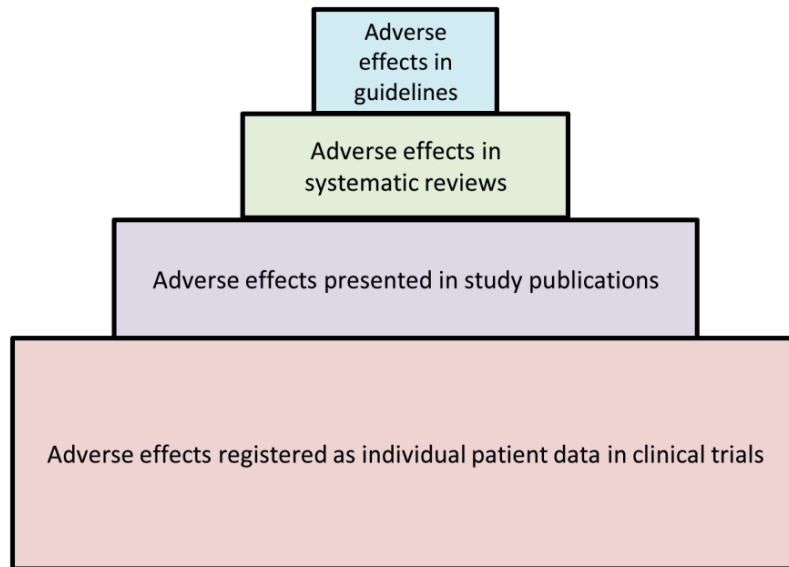 Adverse
effects in
guidelines
Adverse effects in
systematic reviews
Adverse effects presented in study publications
Adverse effects registered as individual patient data in clinical trials